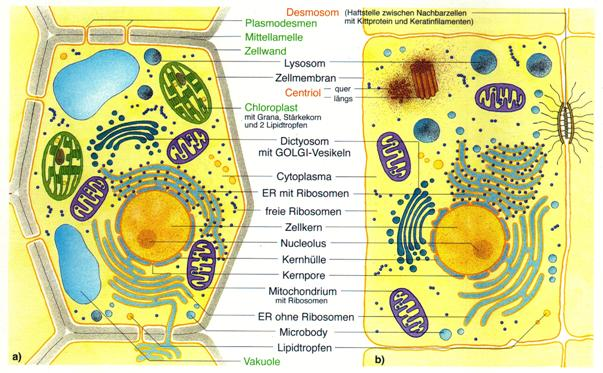 Desmosom (Haftstelle zwischen Nachbarzellen
mit Kittprotein und Keratinfilamenten)
Plasmodesmen
Mittellamelle
Zellwand
Lysosom
Zellmembran
Centriol quer
längs
Chloroplast
mit Grana, Stärkekorn
und 2 Lipidtropfen
Dictyosom
mit GOLGI-Vesikeln
Cytoplasma
ER mit Ribosomen
freie Ribosomen
Zellkern
Nucleolus
Kernhülle
Kernpore
Mitochondrium
mit Ribosomen
ER ohne Ribosomen
Microbody
Lipidtropfen
Vakuole
a)
b)